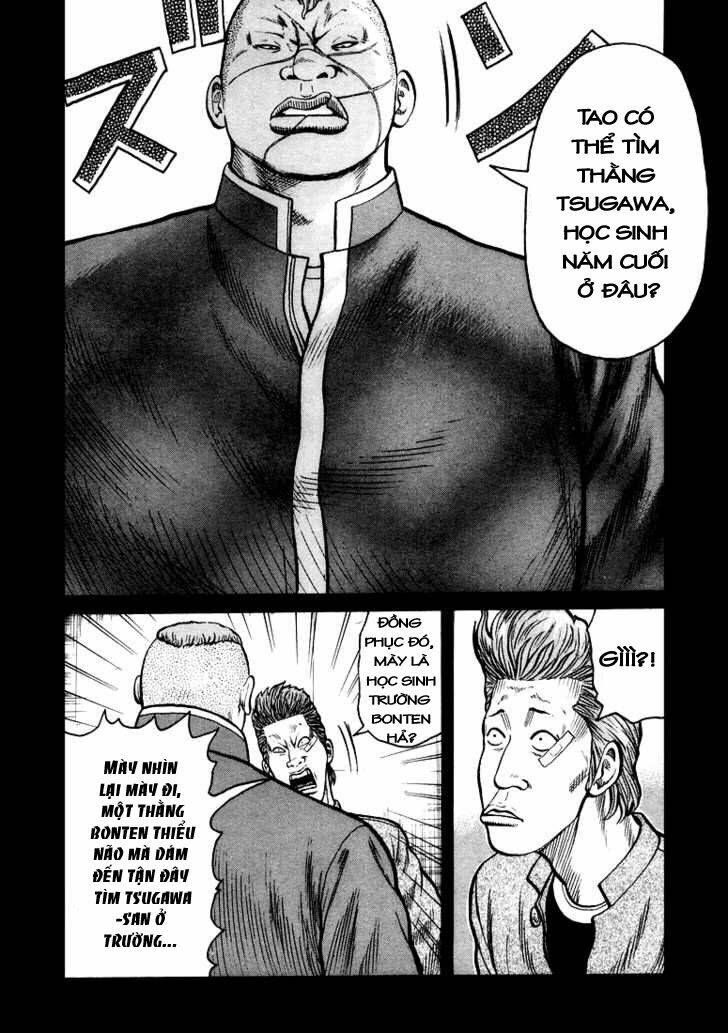 ズン
TAO CÓ
THỂ TÌM
THẰNG
TSUGAWA,
HỌC SINH
NĂM CUỐI
Ở ĐÂU?
GÌÌÌ?!
ĐỒNG
PHỤC ĐÓ,
MÀY LÀ
HỌC SINH
TRƯỜNG
BONTEN
HẢ?
MÀY NHÌN
LẠI MÀY ĐI,
MỘT THẰNG
BONTEN THIỂU
NÃO MÀ DÁM
ĐẾN TẬN ĐÂY
TÌM TSUGAWA
-SAN Ở
TRƯỜNG...